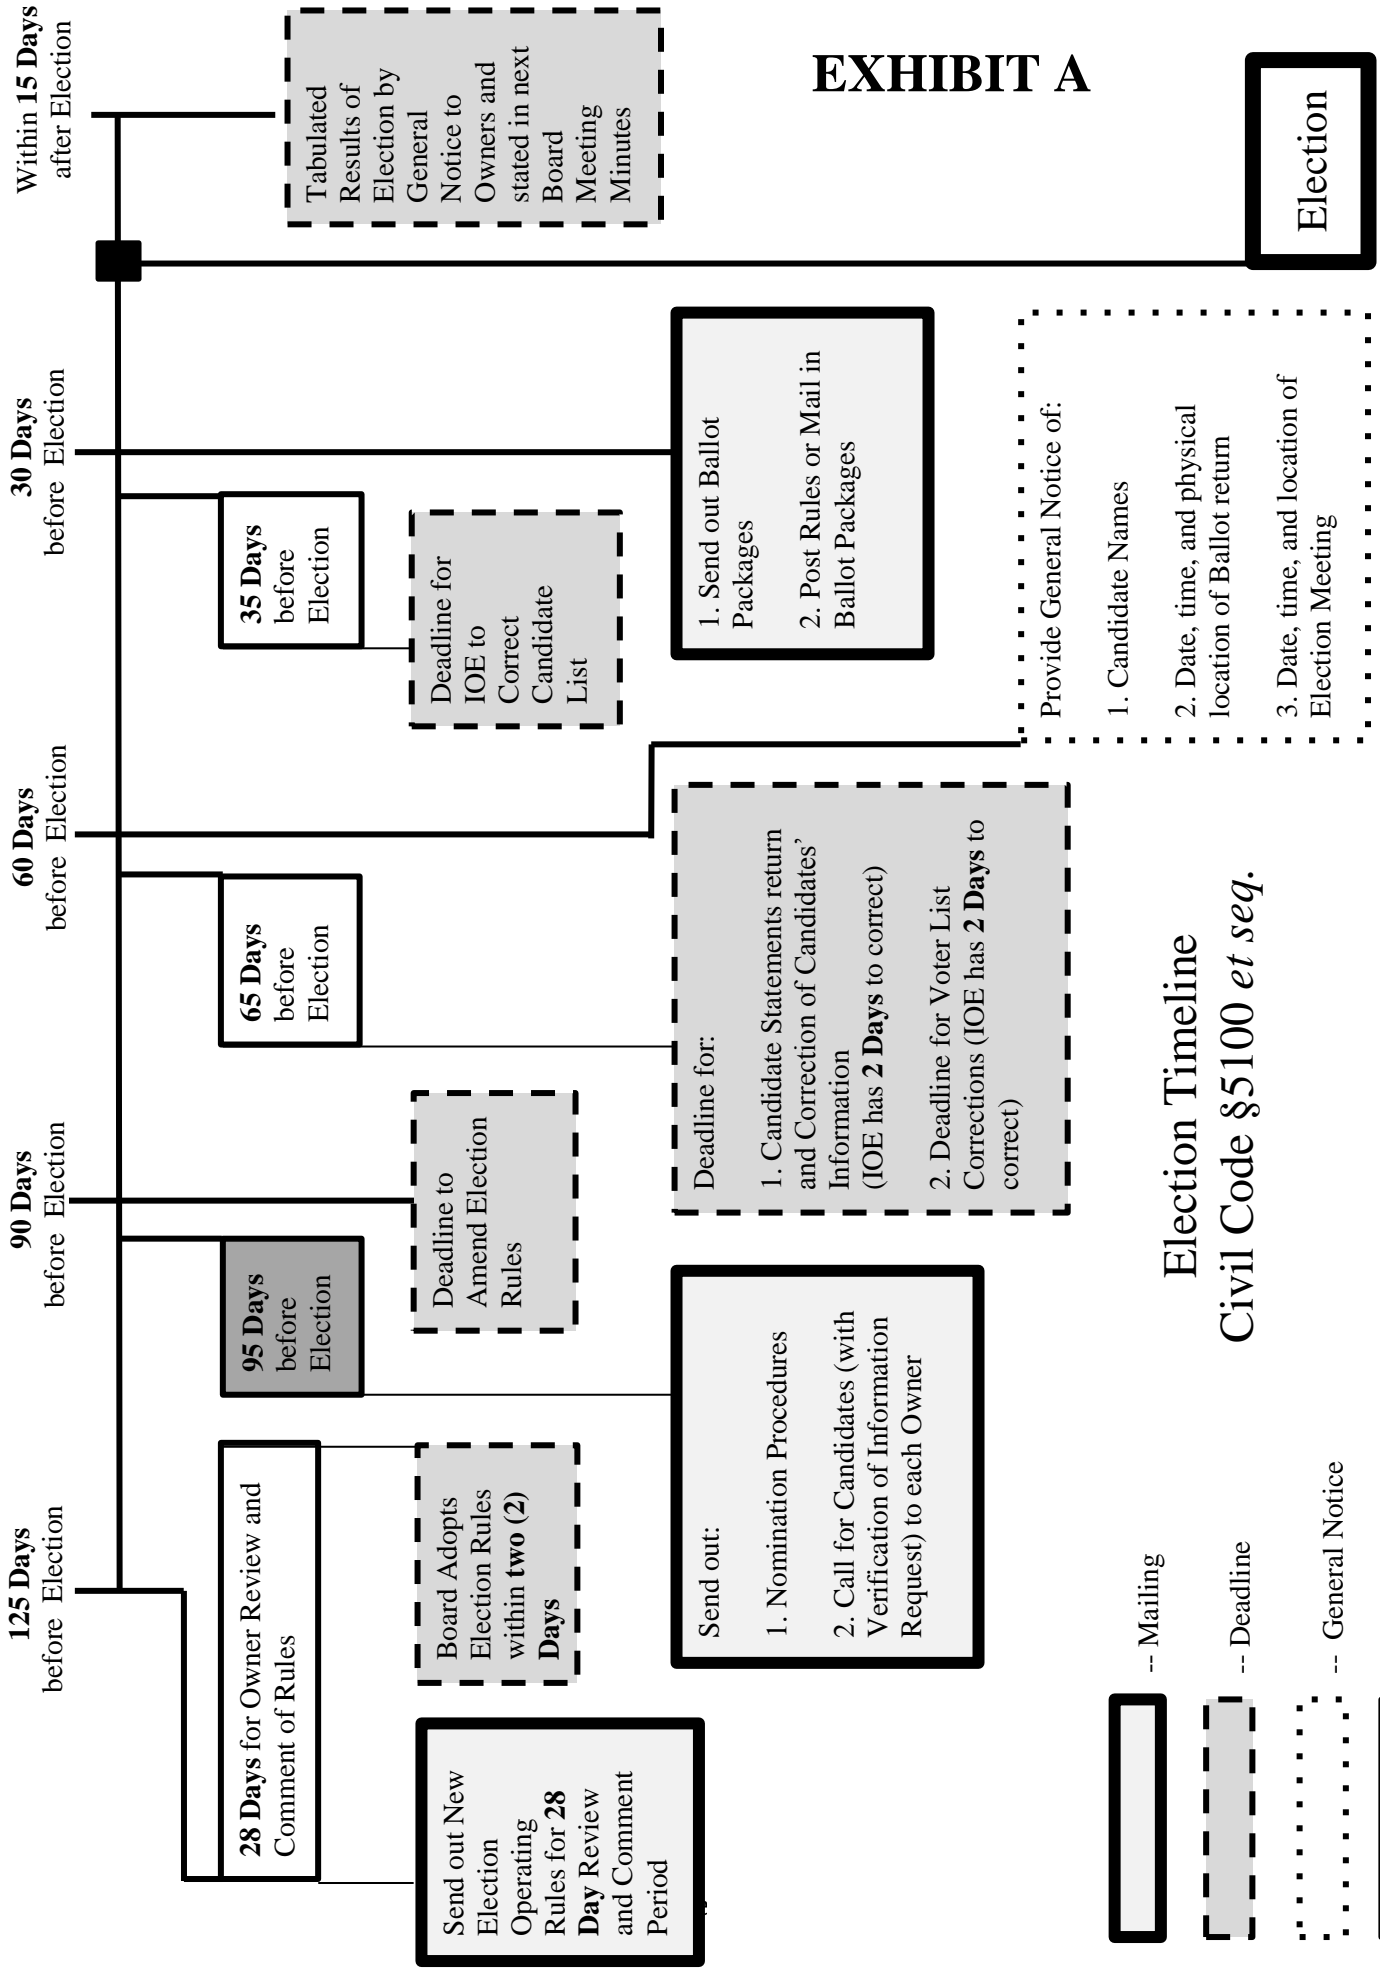 EXHIBIT A
125 Days
before Election
90 Days
before Election
60 Days
before Election
30 Days
before Election
Within 15 Days
after Election
28 Days for Owner Review and
Comment of Rules
95 Days
before
Election
65 Days
before
Election
35 Days
before
Election
Send out New
Election
Operating
Rules for 28
Day Review
and Comment
Period
Board Adopts
Election Rules
within two (2)
Days
Deadline to
Amend Election
Rules
Deadline for
IOE to
Correct
Candidate
List
Tabulated
Results of
Election by
General
Notice to
Owners and
stated in next
Board
Meeting
Minutes
Send out:
1. Nomination Procedures
2. Call for Candidates (with
Verification of Information
Request) to each Owner
Deadline for:
1. Candidate Statements return
and Correction of Candidates’
Information
(IOE has 2 Days to correct)
2. Deadline for Voter List
Corrections (IOE has 2 Days to
correct)
1. Send out Ballot
Packages
2. Post Rules or Mail in
Ballot Packages
Provide General Notice of:
1. Candidate Names
2. Date, time, and physical
location of Ballot return
3. Date, time, and location of
Election Meeting
Election
Election Timeline
Civil Code §5100 et seq.
-- Mailing
-- Deadline
-- General Notice